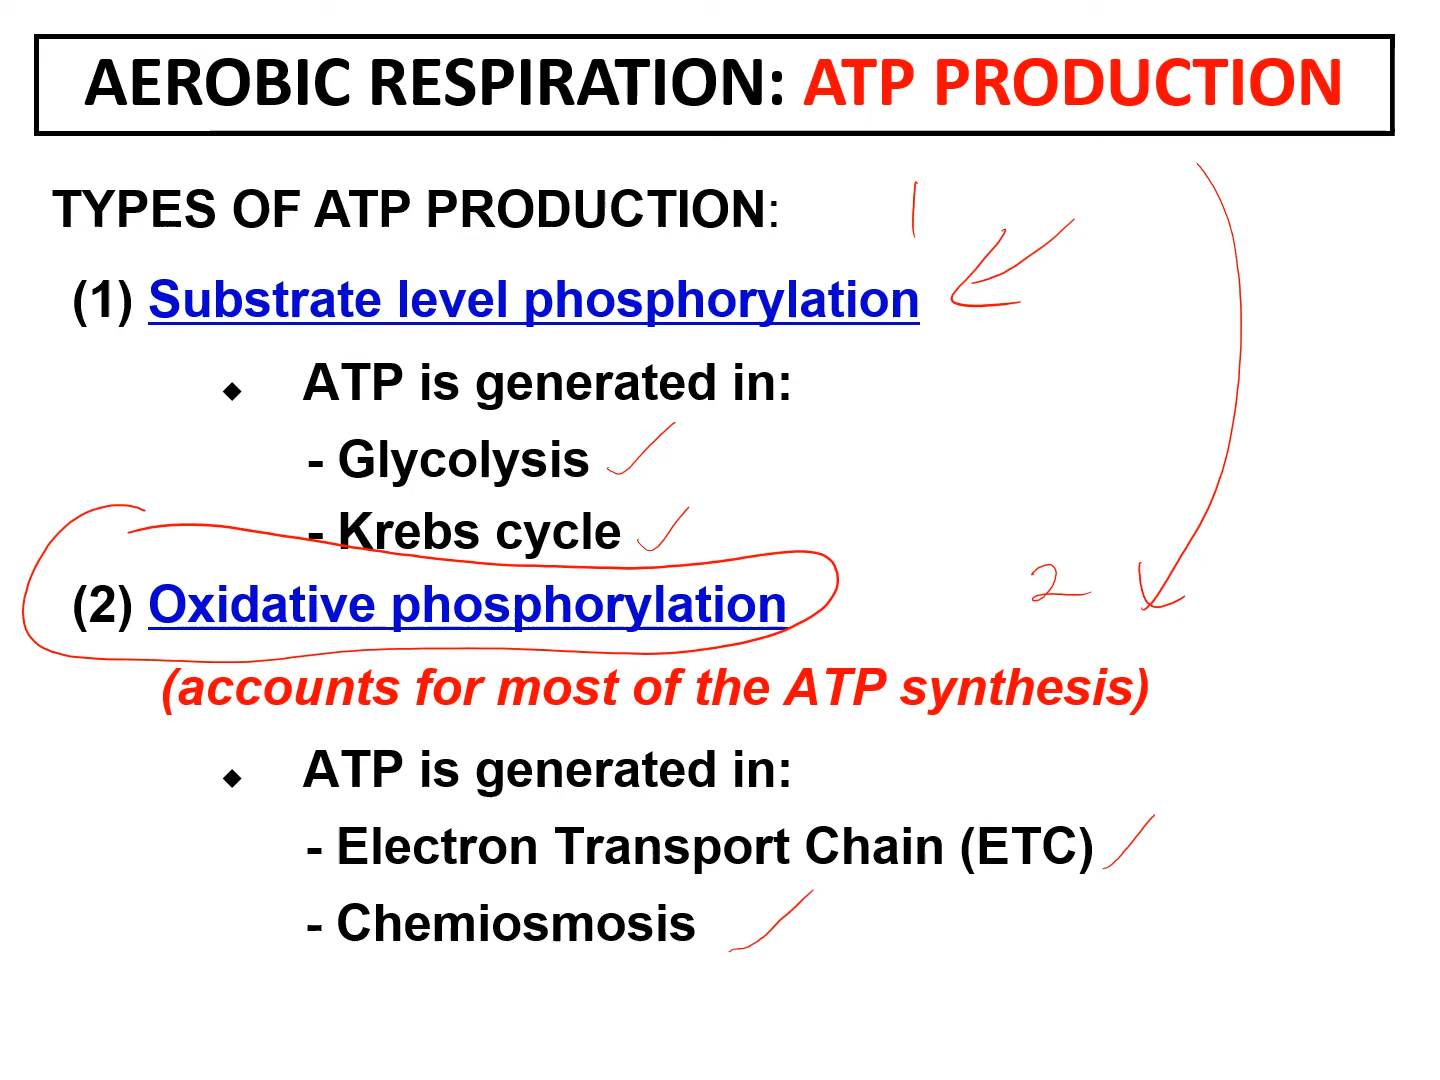 AEROBIC RESPIRATION: ATP PRODUCTION
TYPES OF ATP PRODUCTION:
1
(1) Substrate level phosphorylation
◆ ATP is generated in:
- Glycolysis
- Krebs cycle
(2) Oxidative phosphorylation
2
(accounts for most of the ATP synthesis)
◆ ATP is generated in:
- Electron Transport Chain (ETC)
- Chemiosmosis